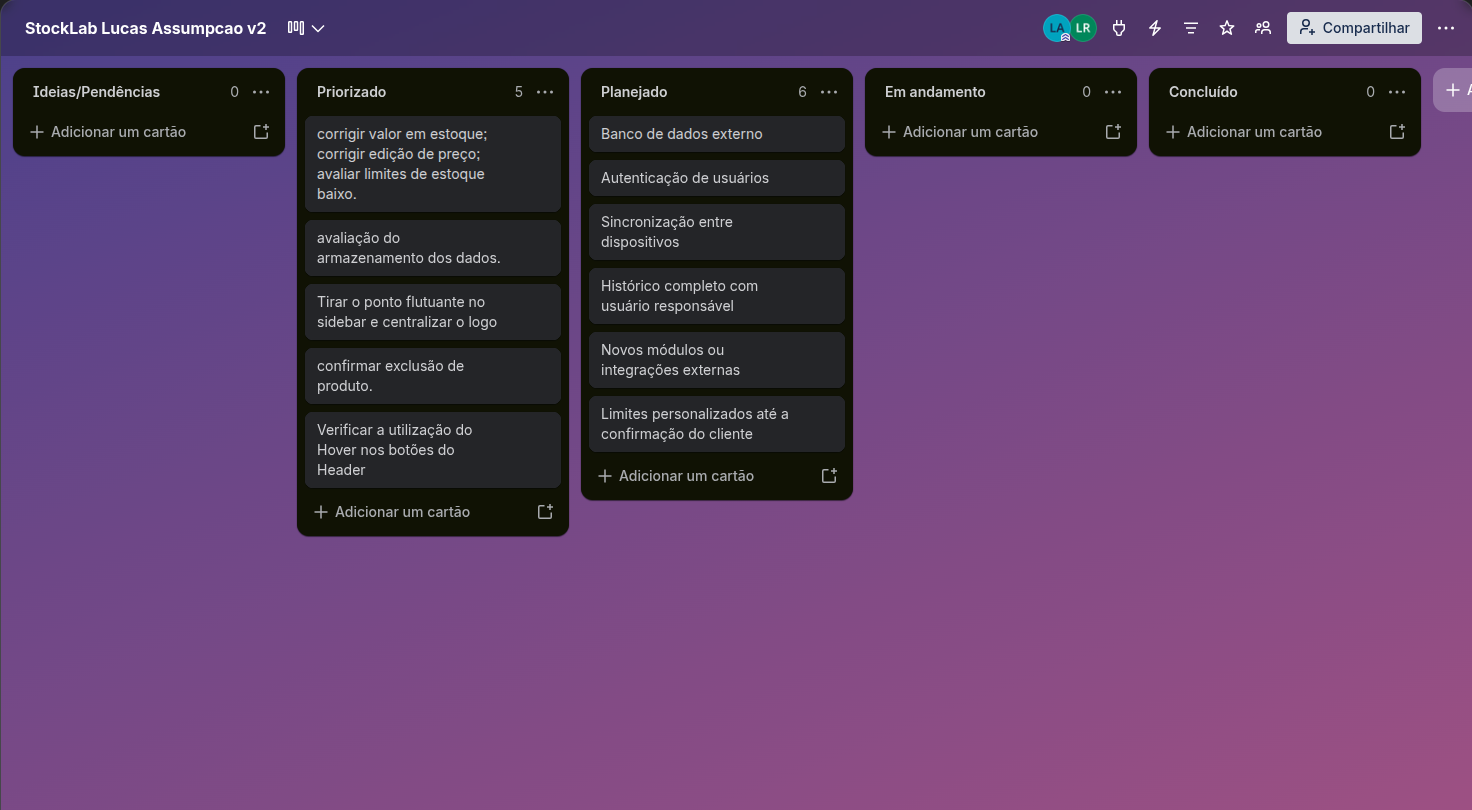 StockLab Lucas Assumpcao v2
LA LR
Compartilhar
Ideias/Pendências 0
Adicionar um cartão
Priorizado 5
corrigir valor em estoque;
corrigir edição de preço;
avaliar limites de estoque
baixo.
avaliação do
armazenamento dos dados.
Tirar o ponto flutuante no
sidebar e centralizar o logo
confirmar exclusão de
produto.
Verificar a utilização do
Hover nos botões do
Header
Adicionar um cartão
Planejado 6
Banco de dados externo
Autenticação de usuários
Sincronização entre
dispositivos
Histórico completo com
usuário responsável
Novos módulos ou
integrações externas
Limites personalizados até a
confirmação do cliente
Adicionar um cartão
Em andamento 0
Adicionar um cartão
Concluído 0
Adicionar um cartão